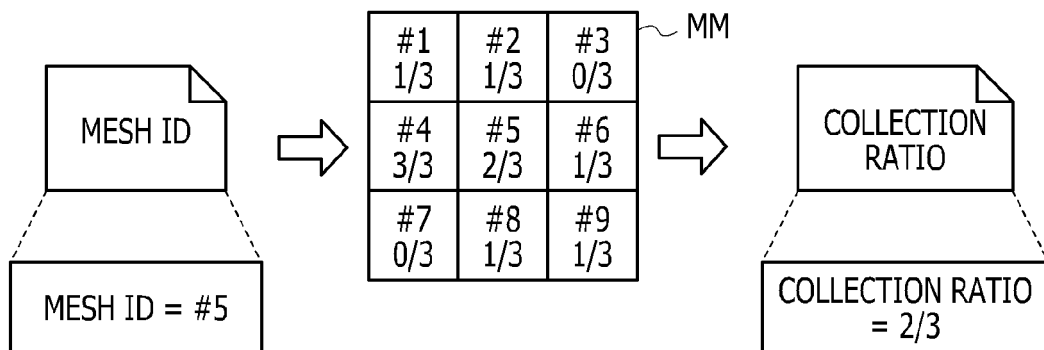 MM
#1 #2 #3
1/3 1/3 0/3
MESH ID
COLLECTION
RATIO
#4 #5 #6
3/3 2/3 1/3
#7 #8 #9
0/3 1/3 1/3
MESH ID = #5
COLLECTION RATIO
= 2/3